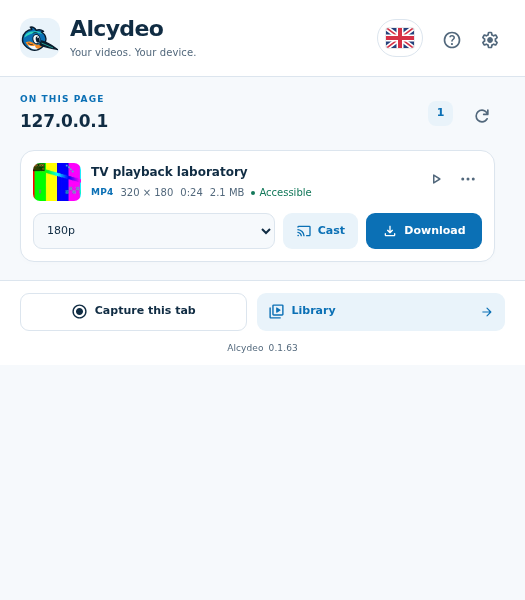 Alcydeo
Your videos. Your device.
ON THIS PAGE
127.0.0.1
1
TV playback laboratory
MP4 320 × 180 0:24 2.1 MB • Accessible
180p
Cast
Download
Capture this tab
Library
Alcydeo 0.1.63